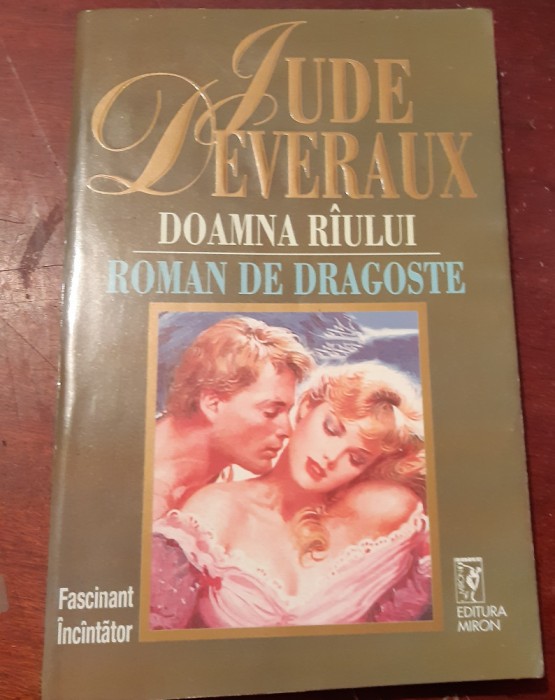 JUDE
DEVERAUX
DOAMNA RÎULUI
ROMAN DE DRAGOSTE
Fascinant
Încîntător
EDITURA
MIRON